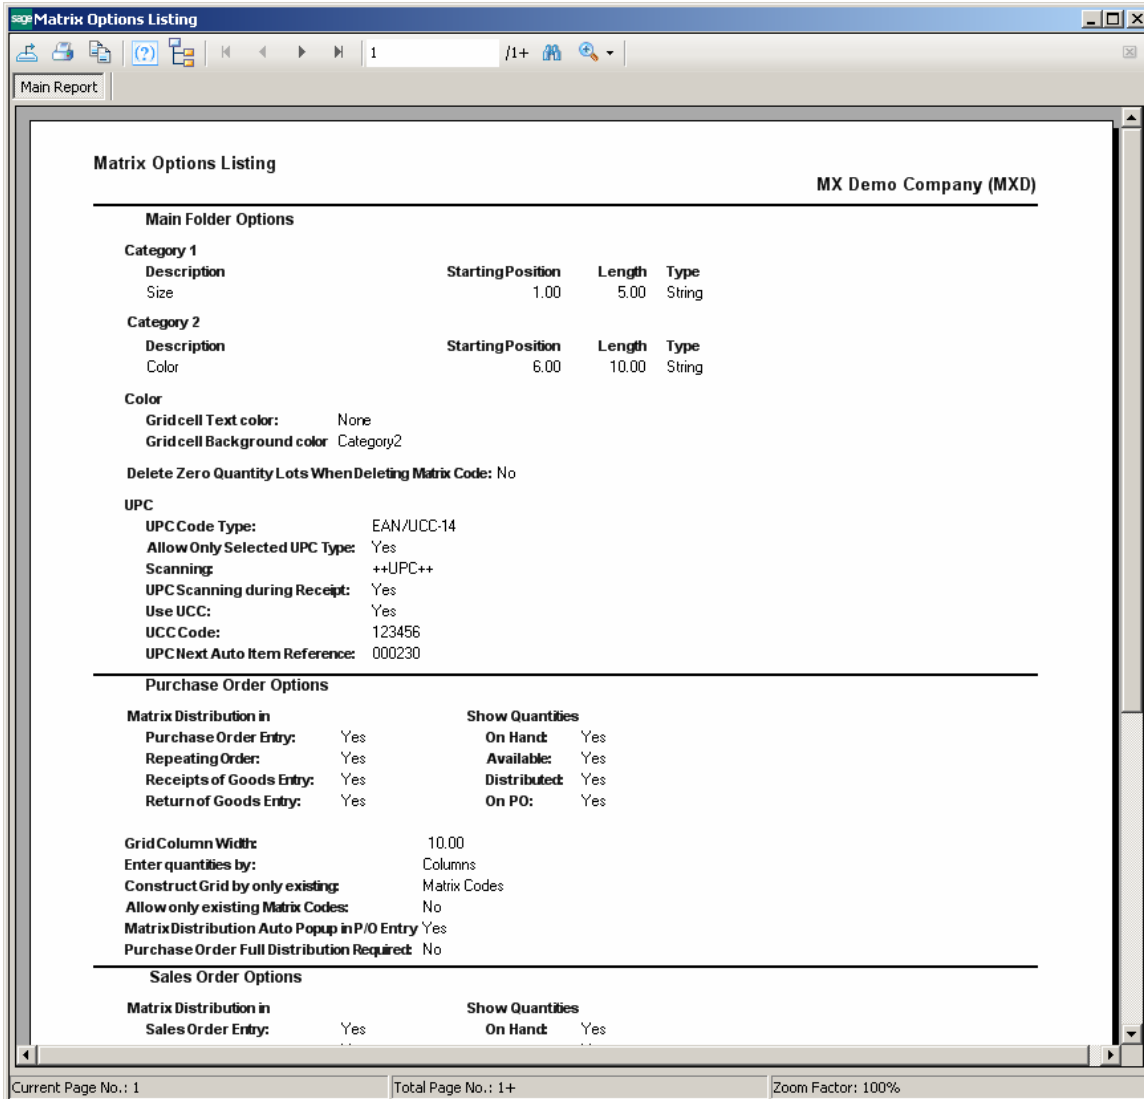 sage Matrix Options Listing
(?) 1 /1+
Main Report
Matrix Options Listing
MX Demo Company (MXD)
Main Folder Options
Category 1
Description Starting Position Length Type
Size 1.00 5.00 String
Category 2
Description Starting Position Length Type
Color 6.00 10.00 String
Color
Grid cell Text color: None
Grid cell Background color Category2
Delete Zero Quantity Lots When Deleting Matrix Code: No
UPC
UPC Code Type: EAN/UCC-14
Allow Only Selected UPC Type: Yes
Scanning: ++UPC++
UPC Scanning during Receipt: Yes
Use UCC: Yes
UCC Code: 123456
UPC Next Auto Item Reference: 000230
Purchase Order Options
Matrix Distribution in Show Quantities
Purchase Order Entry: Yes On Hand: Yes
Repeating Order: Yes Available: Yes
Receipts of Goods Entry: Yes Distributed: Yes
Return of Goods Entry: Yes On PO: Yes
Grid Column Width: 10.00
Enter quantities by: Columns
Construct Grid by only existing: Matrix Codes
Allow only existing Matrix Codes: No
Matrix Distribution Auto Popup in P/O Entry Yes
Purchase Order Full Distribution Required: No
Sales Order Options
Matrix Distribution in Show Quantities
Sales Order Entry: Yes On Hand: Yes
Current Page No.: 1 Total Page No.: 1+ Zoom Factor: 100%